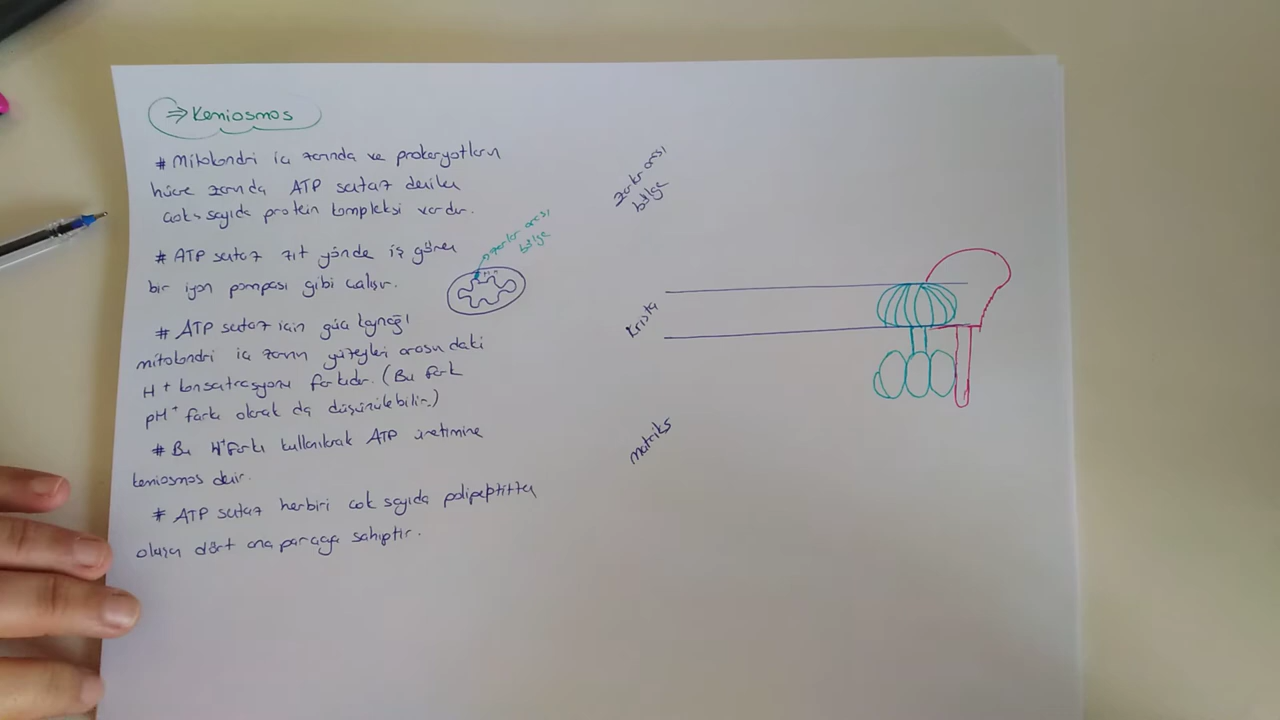 ⇒ Kemiosmos
# Mitokondri iç zarında ve prokaryotların
hücre zarında ATP sentaz denilen
çok sayıda protein kompleksi vardır.
# ATP sentaz zıt yönde iş gören
bir iyon pompası gibi çalışır.
zarlar arası
bölge
# ATP sentaz için güç kaynağı
mitokondri iç zarın yüzeyleri arasındaki
H+ konsantrasyonu farkıdır. (Bu fark
pH+ farkı olarak da düşünülebilir.)
# Bu H+ farkı kullanılarak ATP üretimine
kemiosmos denir.
# ATP sentaz herbiri çok sayıda polipeptitten
oluşan dört ana parçaya sahiptir.
zarlar arası
bölge
Krista
matriks